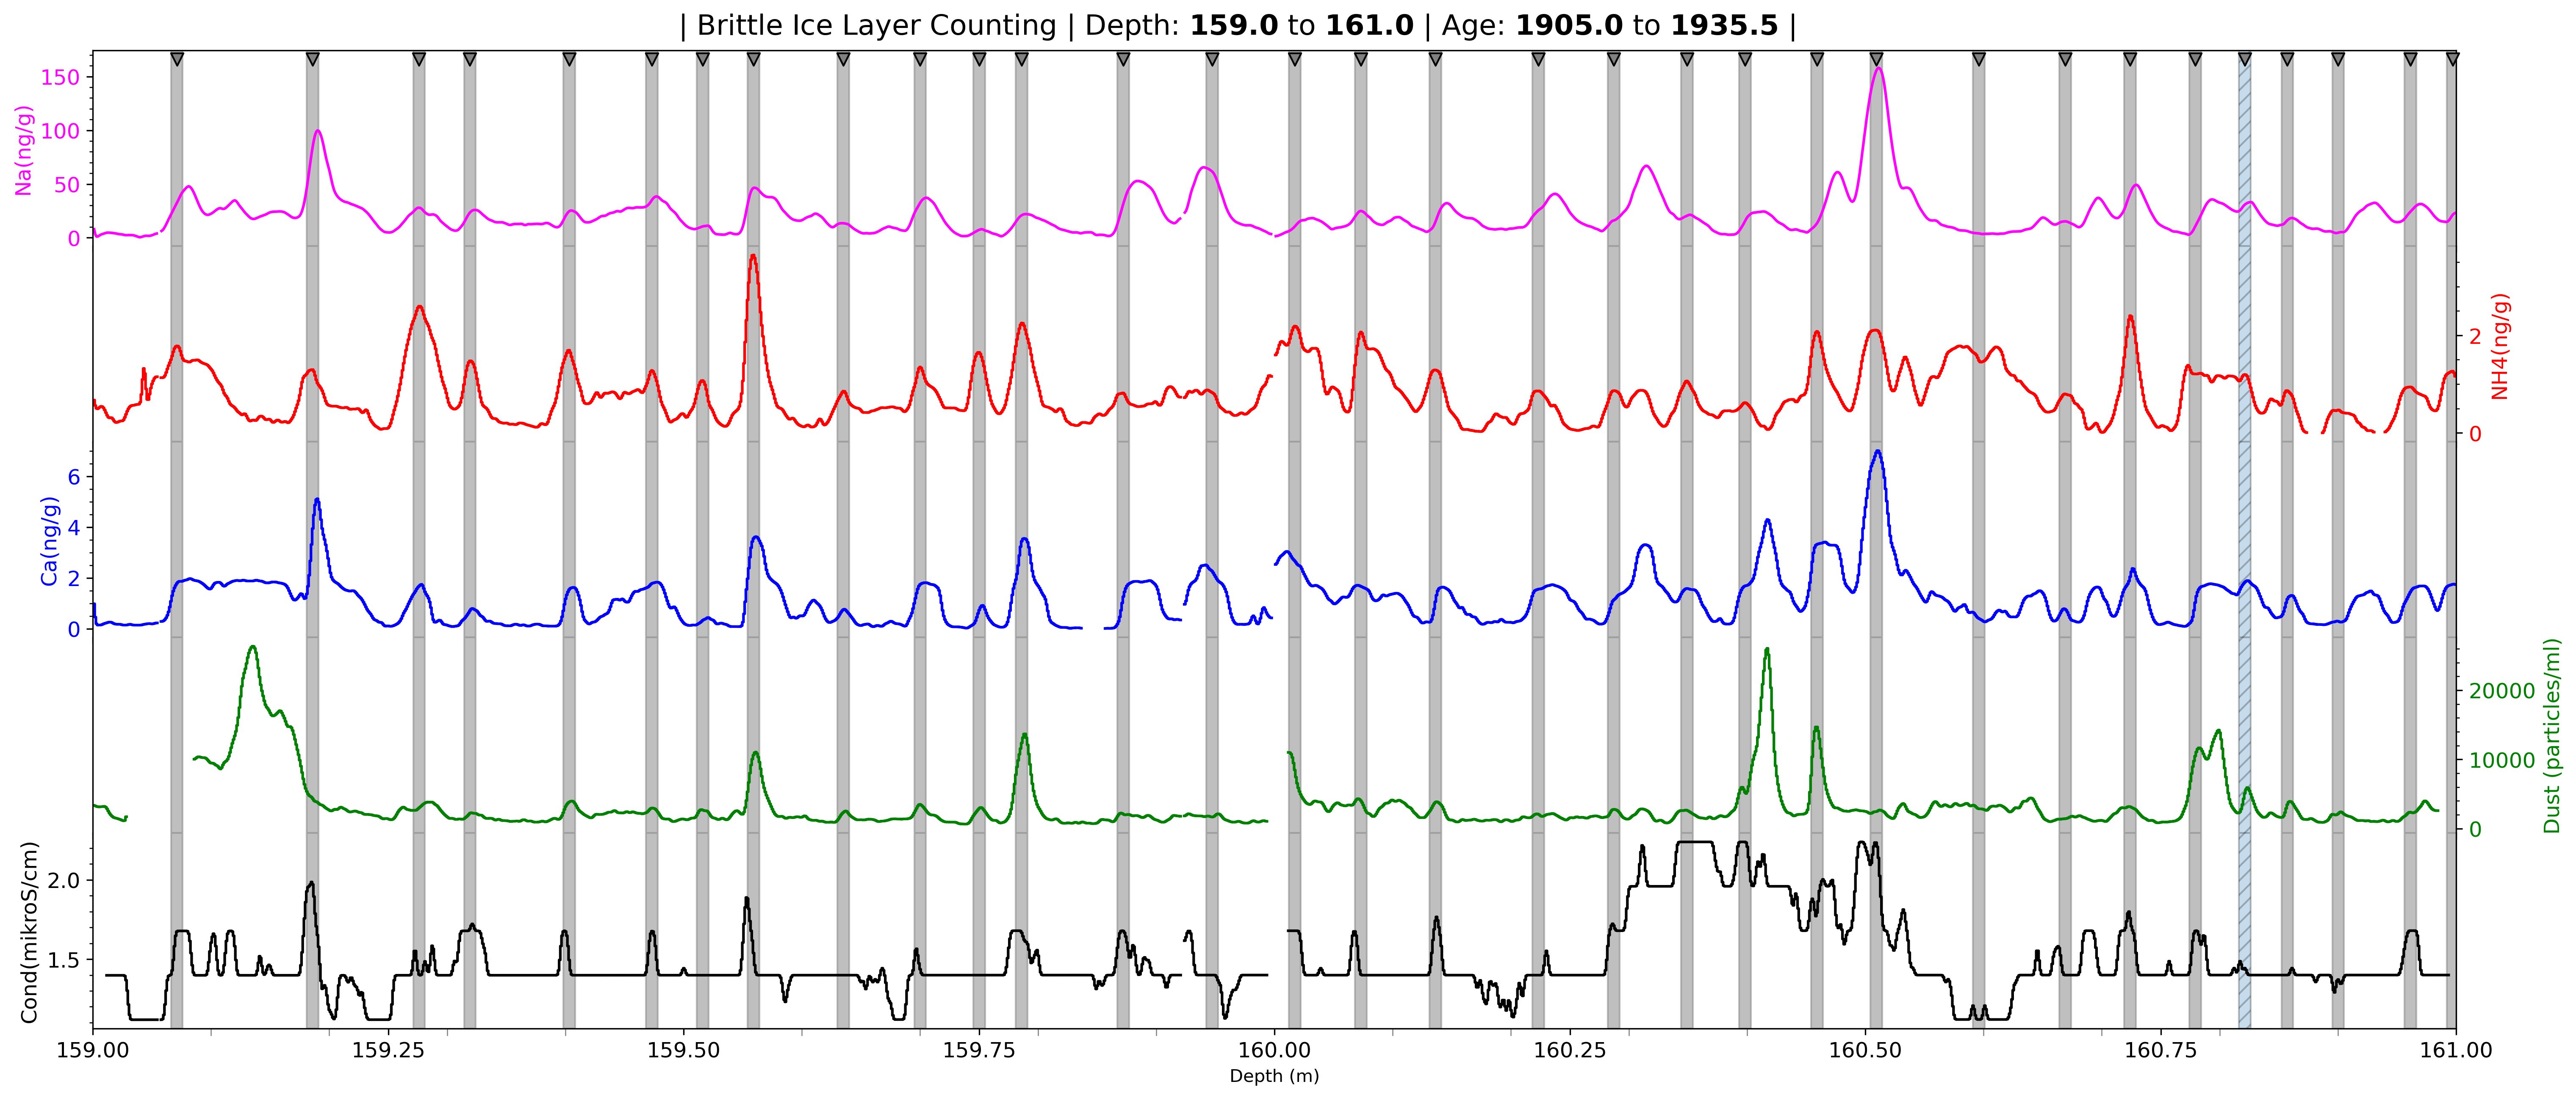 | Brittle Ice Layer Counting | Depth: 159.0 to 161.0 | Age: 1905.0 to 1935.5 |
Na(ng/g)
150
100
50
0
NH4(ng/g)
2
0
Ca(ng/g)
6
4
2
0
Dust (particles/ml)
20000
10000
0
Cond(mikroS/cm)
2.0
1.5
159.00 159.25 159.50 159.75 160.00 160.25 160.50 160.75 161.00
Depth (m)